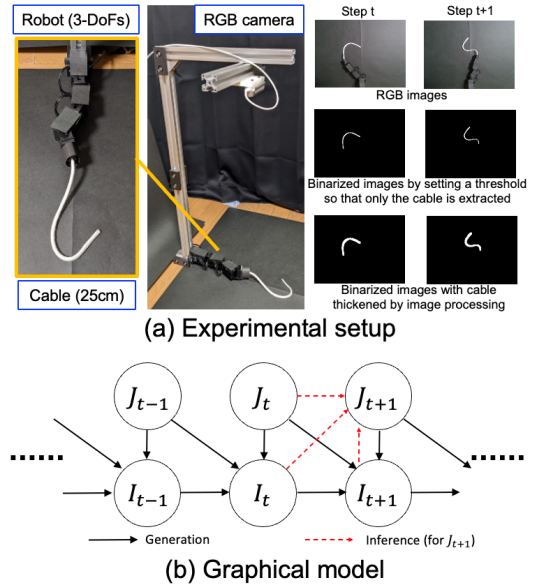 Robot (3-DoFs)
RGB camera
Step t
Step t+1
RGB images
Binarized images by setting a threshold
so that only the cable is extracted
Cable (25cm)
Binarized images with cable
thickened by image processing
(a) Experimental setup
J_{t-1}
J_t
J_{t+1}
I_{t-1}
I_t
I_{t+1}
Generation
Inference (for J_{t+1})
(b) Graphical model